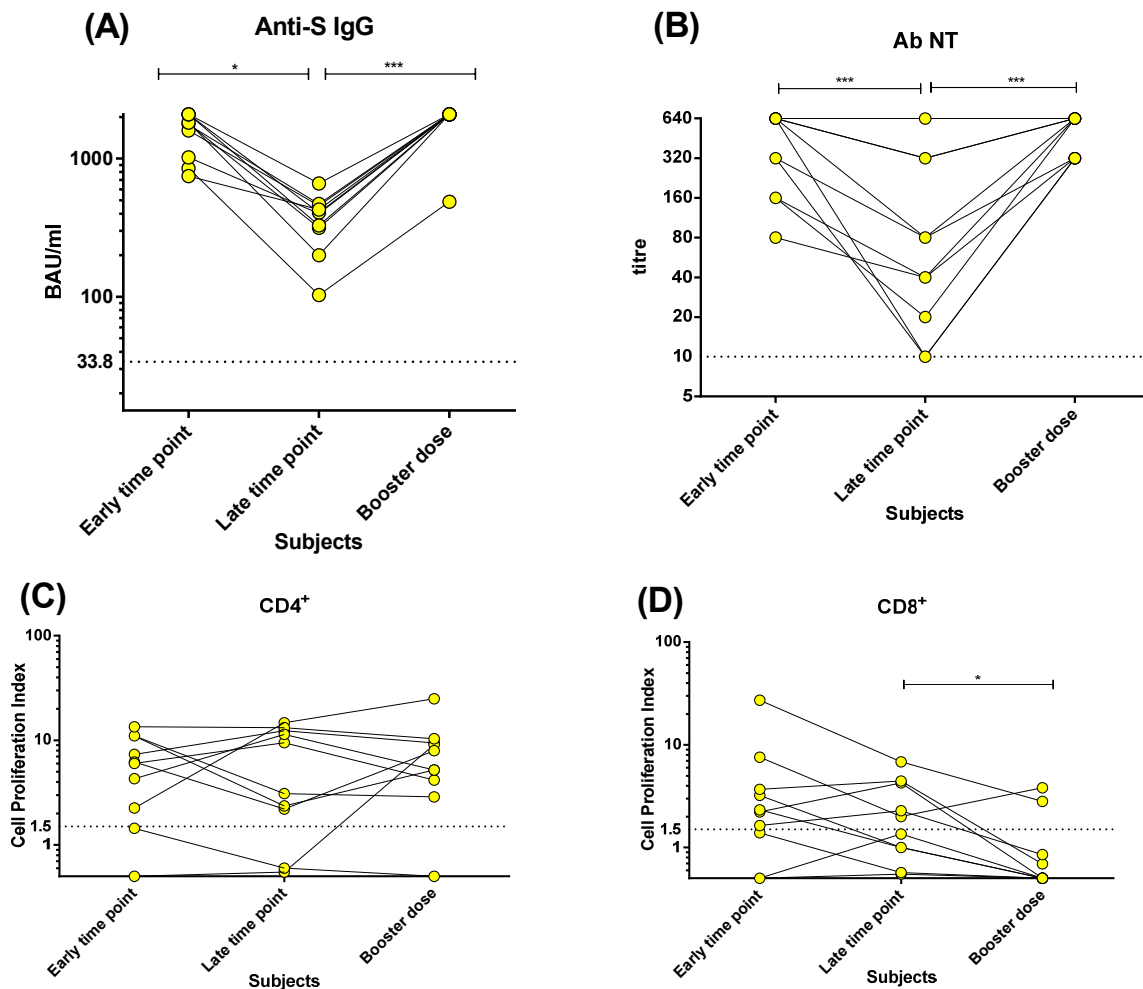 (A)
Anti-S IgG
*
***
BAU/ml
1000
100
33.8
Early time point
Late time point
Booster dose
Subjects
(B)
Ab NT
***
***
titre
640
320
160
80
40
20
10
5
Early time point
Late time point
Booster dose
Subjects
(C)
CD4+
Cell Proliferation Index
100
10
1.5
1
Early time point
Late time point
Booster dose
Subjects
(D)
CD8+
*
Cell Proliferation Index
100
10
1.5
1
Early time point
Late time point
Booster dose
Subjects